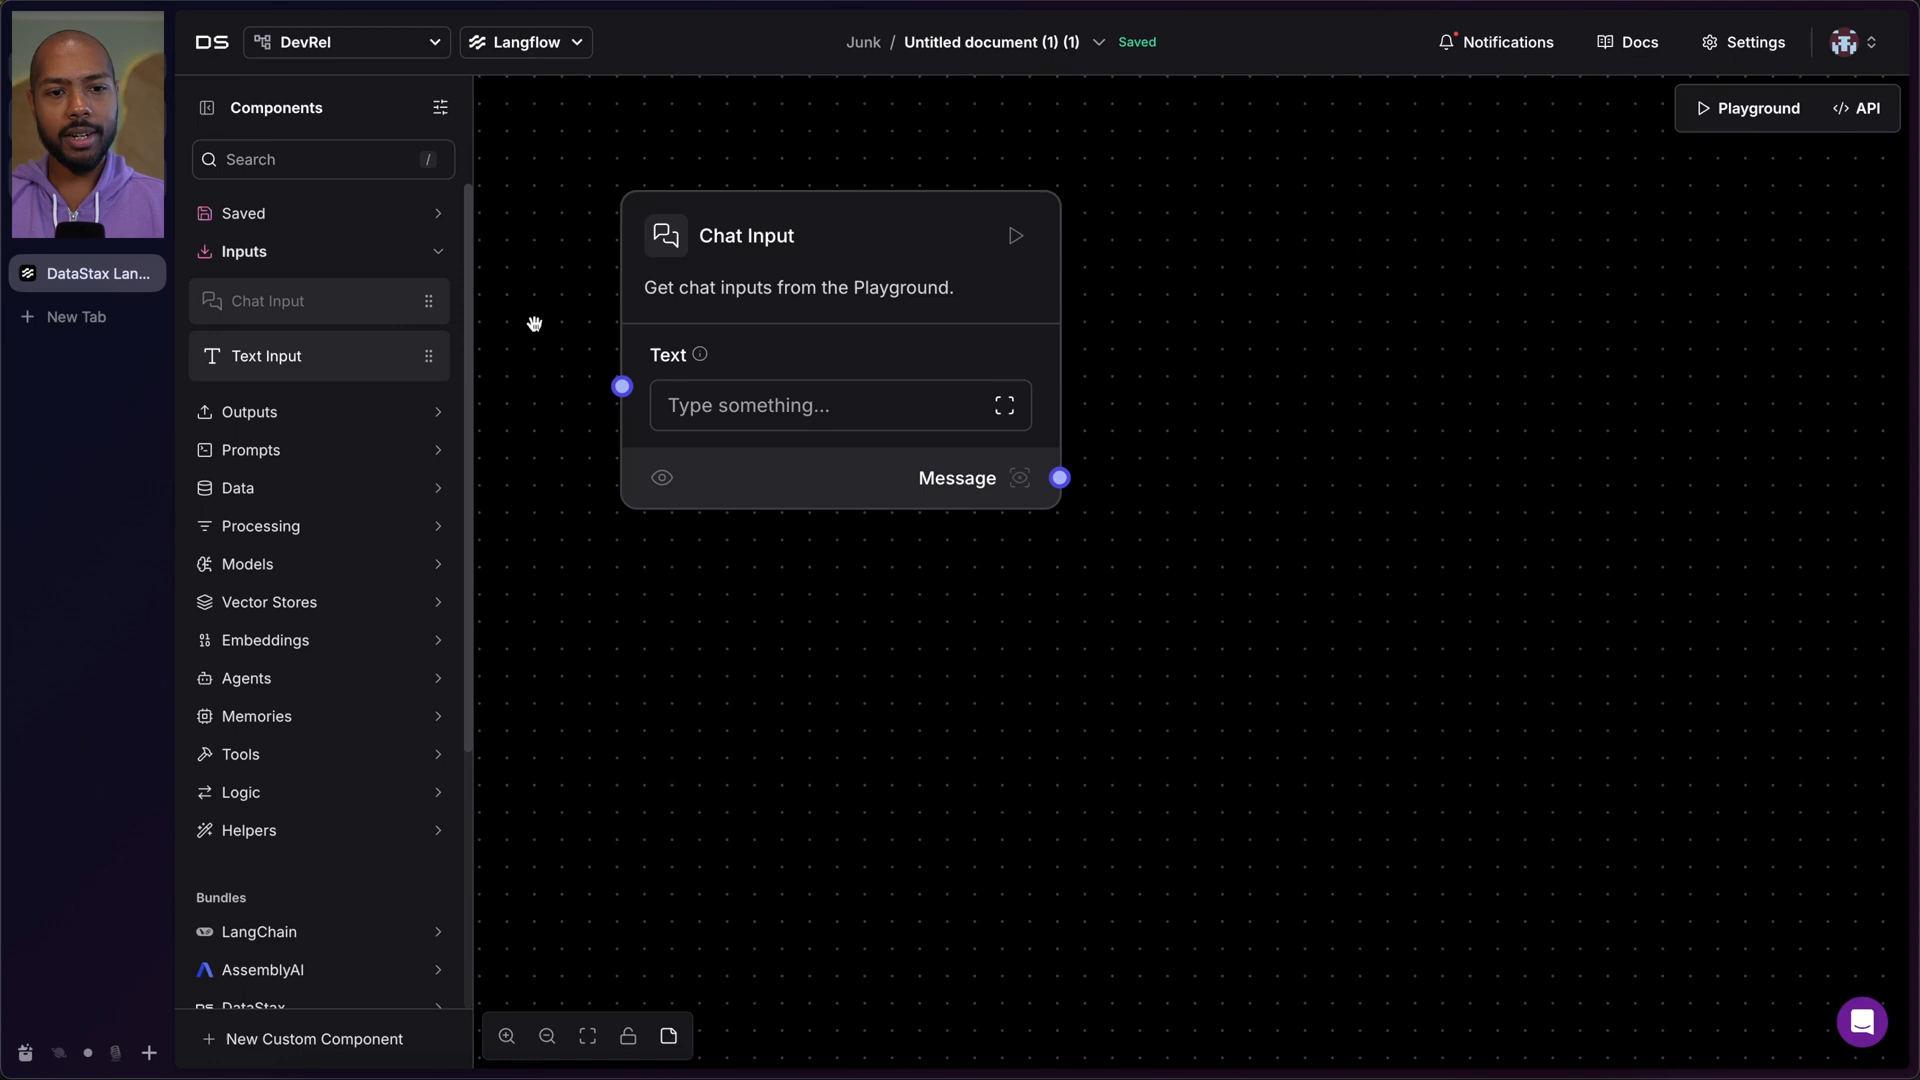 DS DevRel Langflow Junk / Untitled document (1) (1) Saved Notifications Docs Settings
Playground API
DataStax Lan...
New Tab
Components
Search /
Saved
Inputs
Chat Input
Text Input
Outputs
Prompts
Data
Processing
Models
Vector Stores
Embeddings
Agents
Memories
Tools
Logic
Helpers
Bundles
LangChain
AssemblyAI
DataStax
New Custom Component
Chat Input
Get chat inputs from the Playground.
Text
Type something...
Message